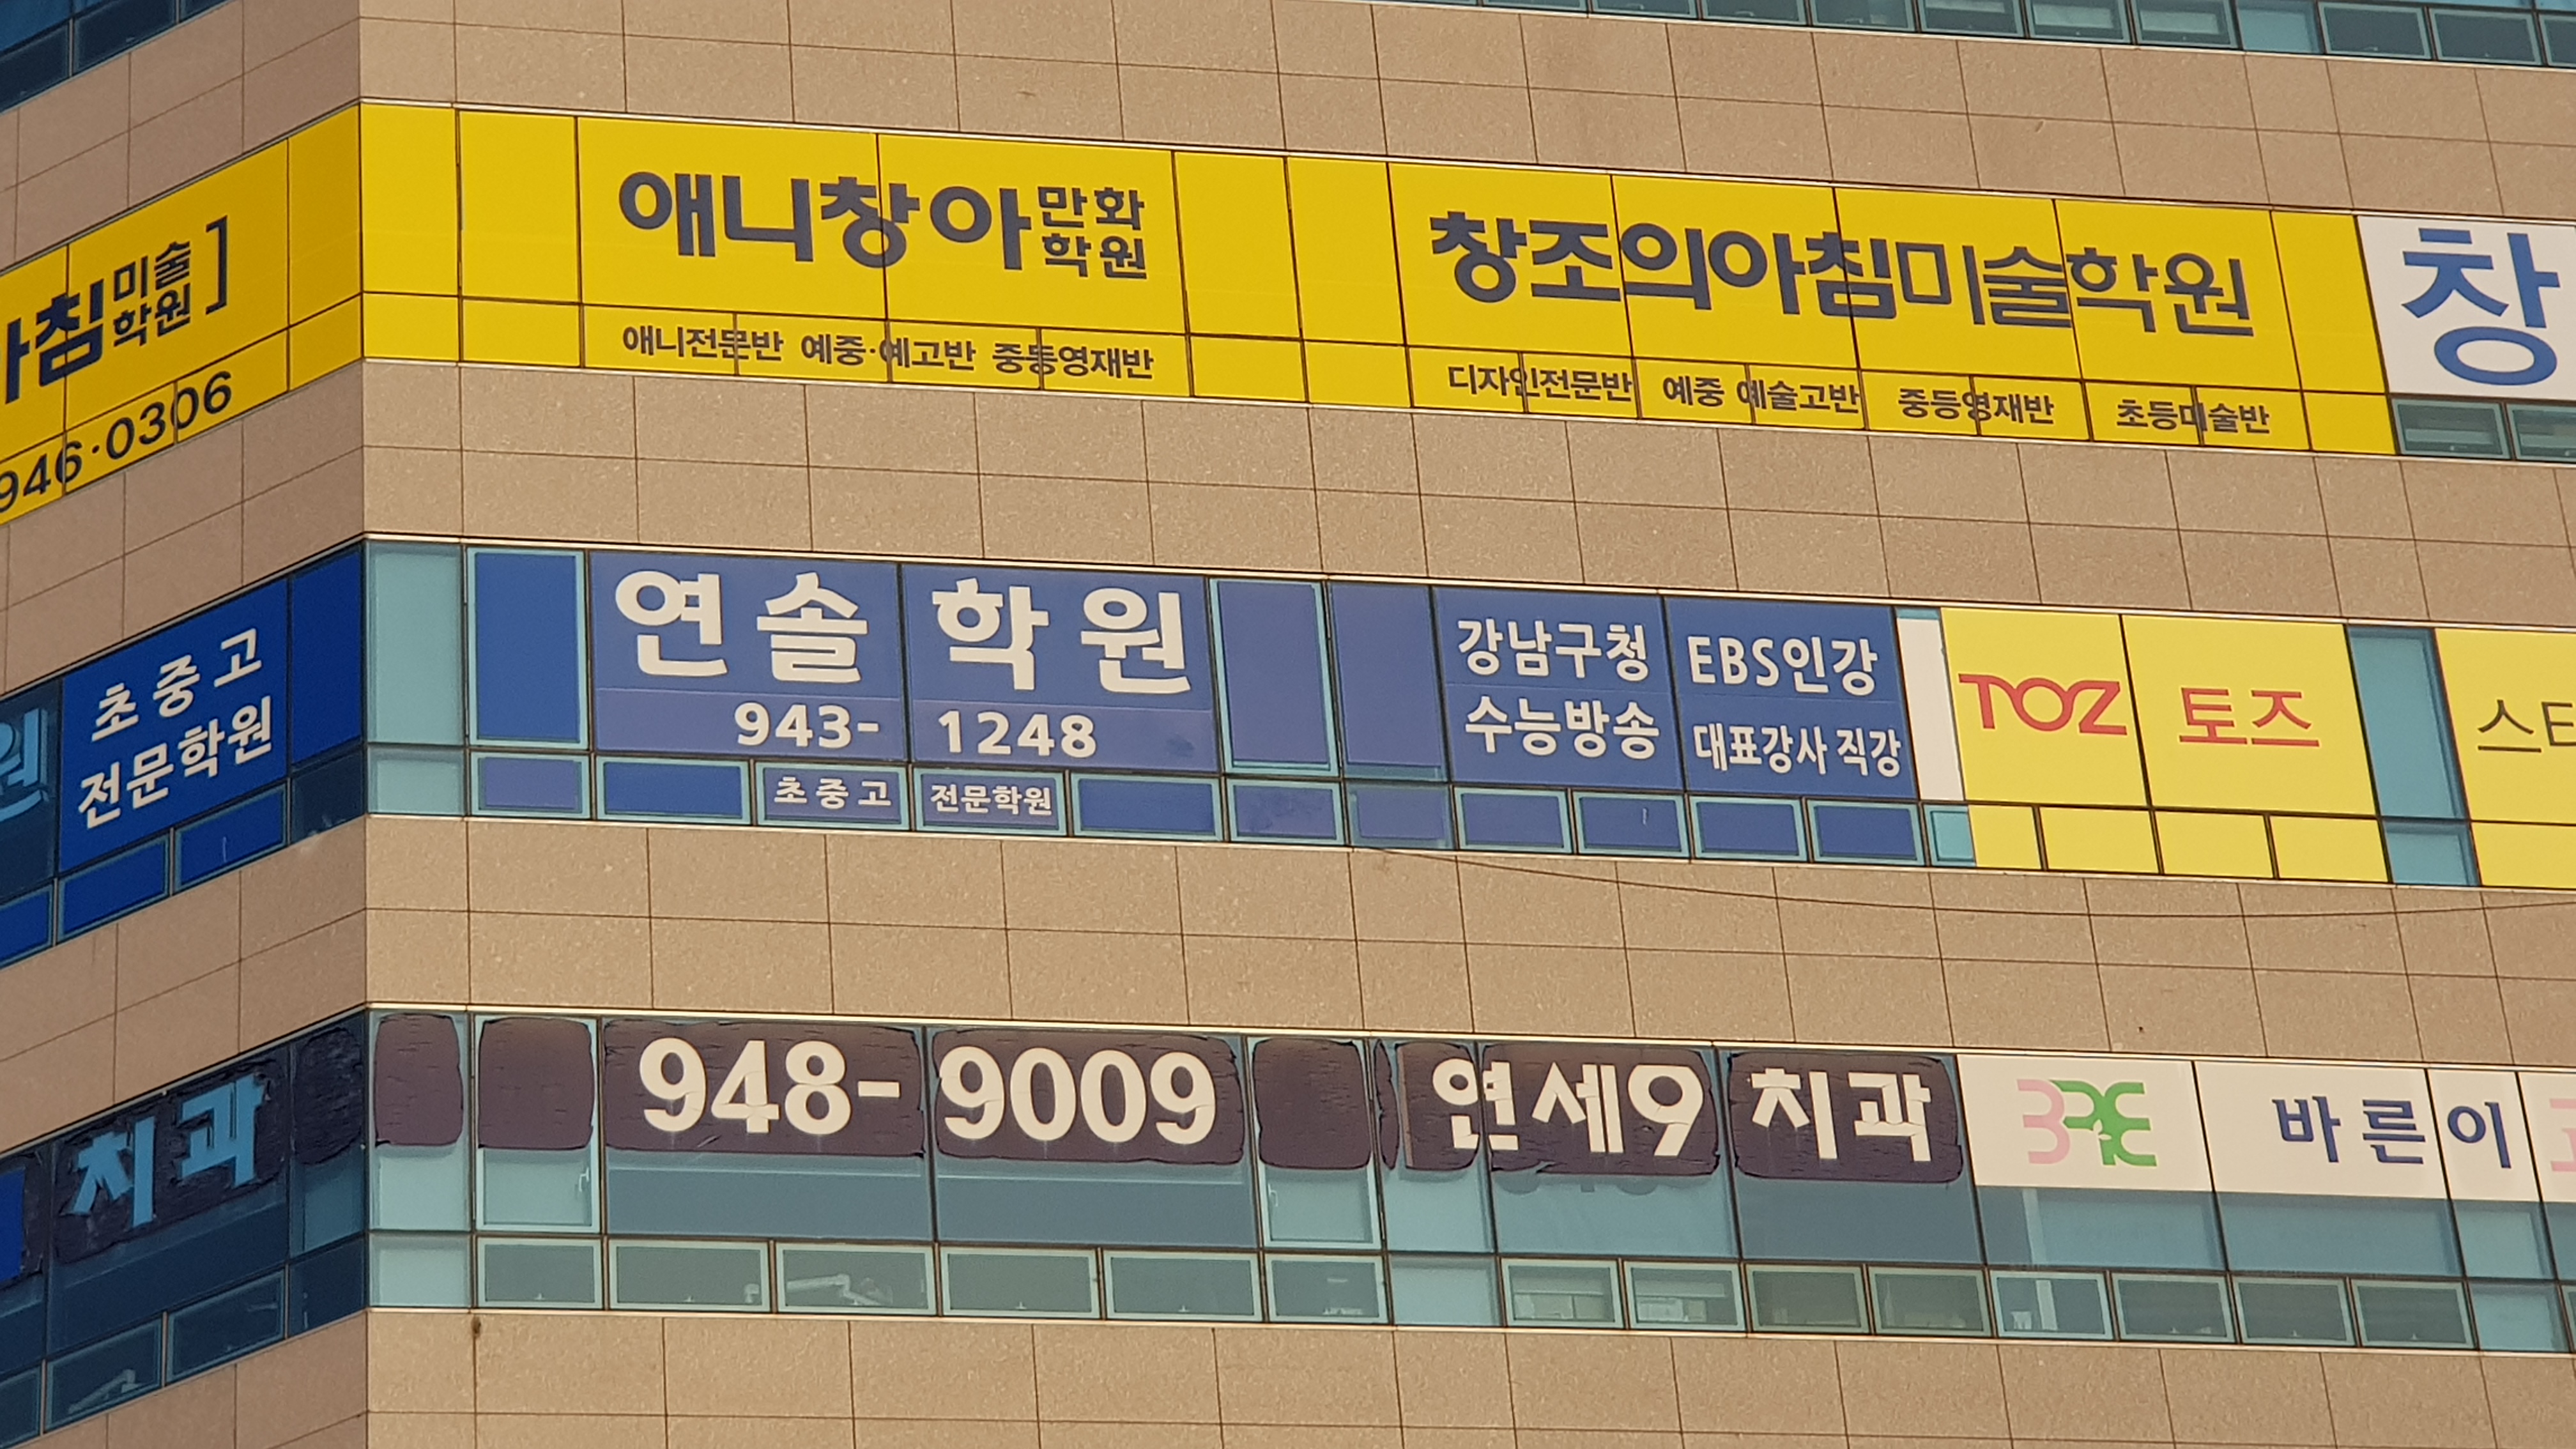 아침 미술학원]
946·0306
애니창아 만화학원
애니전문반 예중·예고반 중등영재반
창조의아침미술학원
디자인전문반 예중 예술고반 중등영재반 초등미술반
창
원
초중고
전문학원
연솔학원
943-1248
초중고 전문학원
강남구청
수능방송
EBS인강
대표강사 직강
TOZ 토즈
스터
치과
948-9009
연세9치과
BRE 바른이